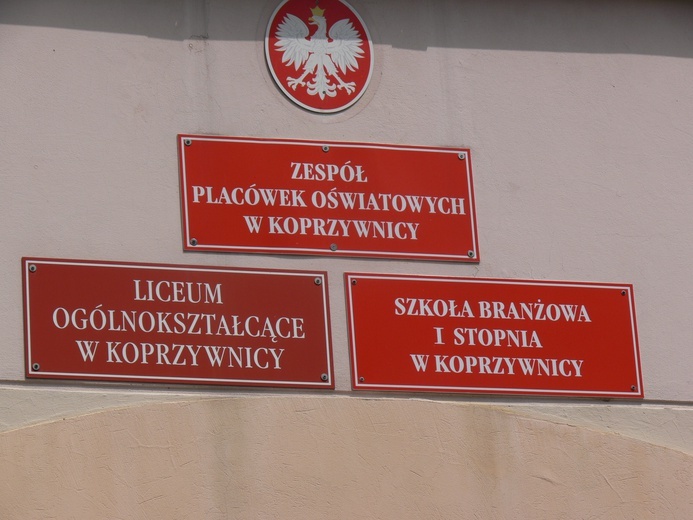 ZESPÓŁ
PLACÓWEK OŚWIATOWYCH
W KOPRZYWNICY
LICEUM
OGÓLNOKSZTAŁCĄCE
W KOPRZYWNICY
SZKOŁA BRANŻOWA
I STOPNIA
W KOPRZYWNICY